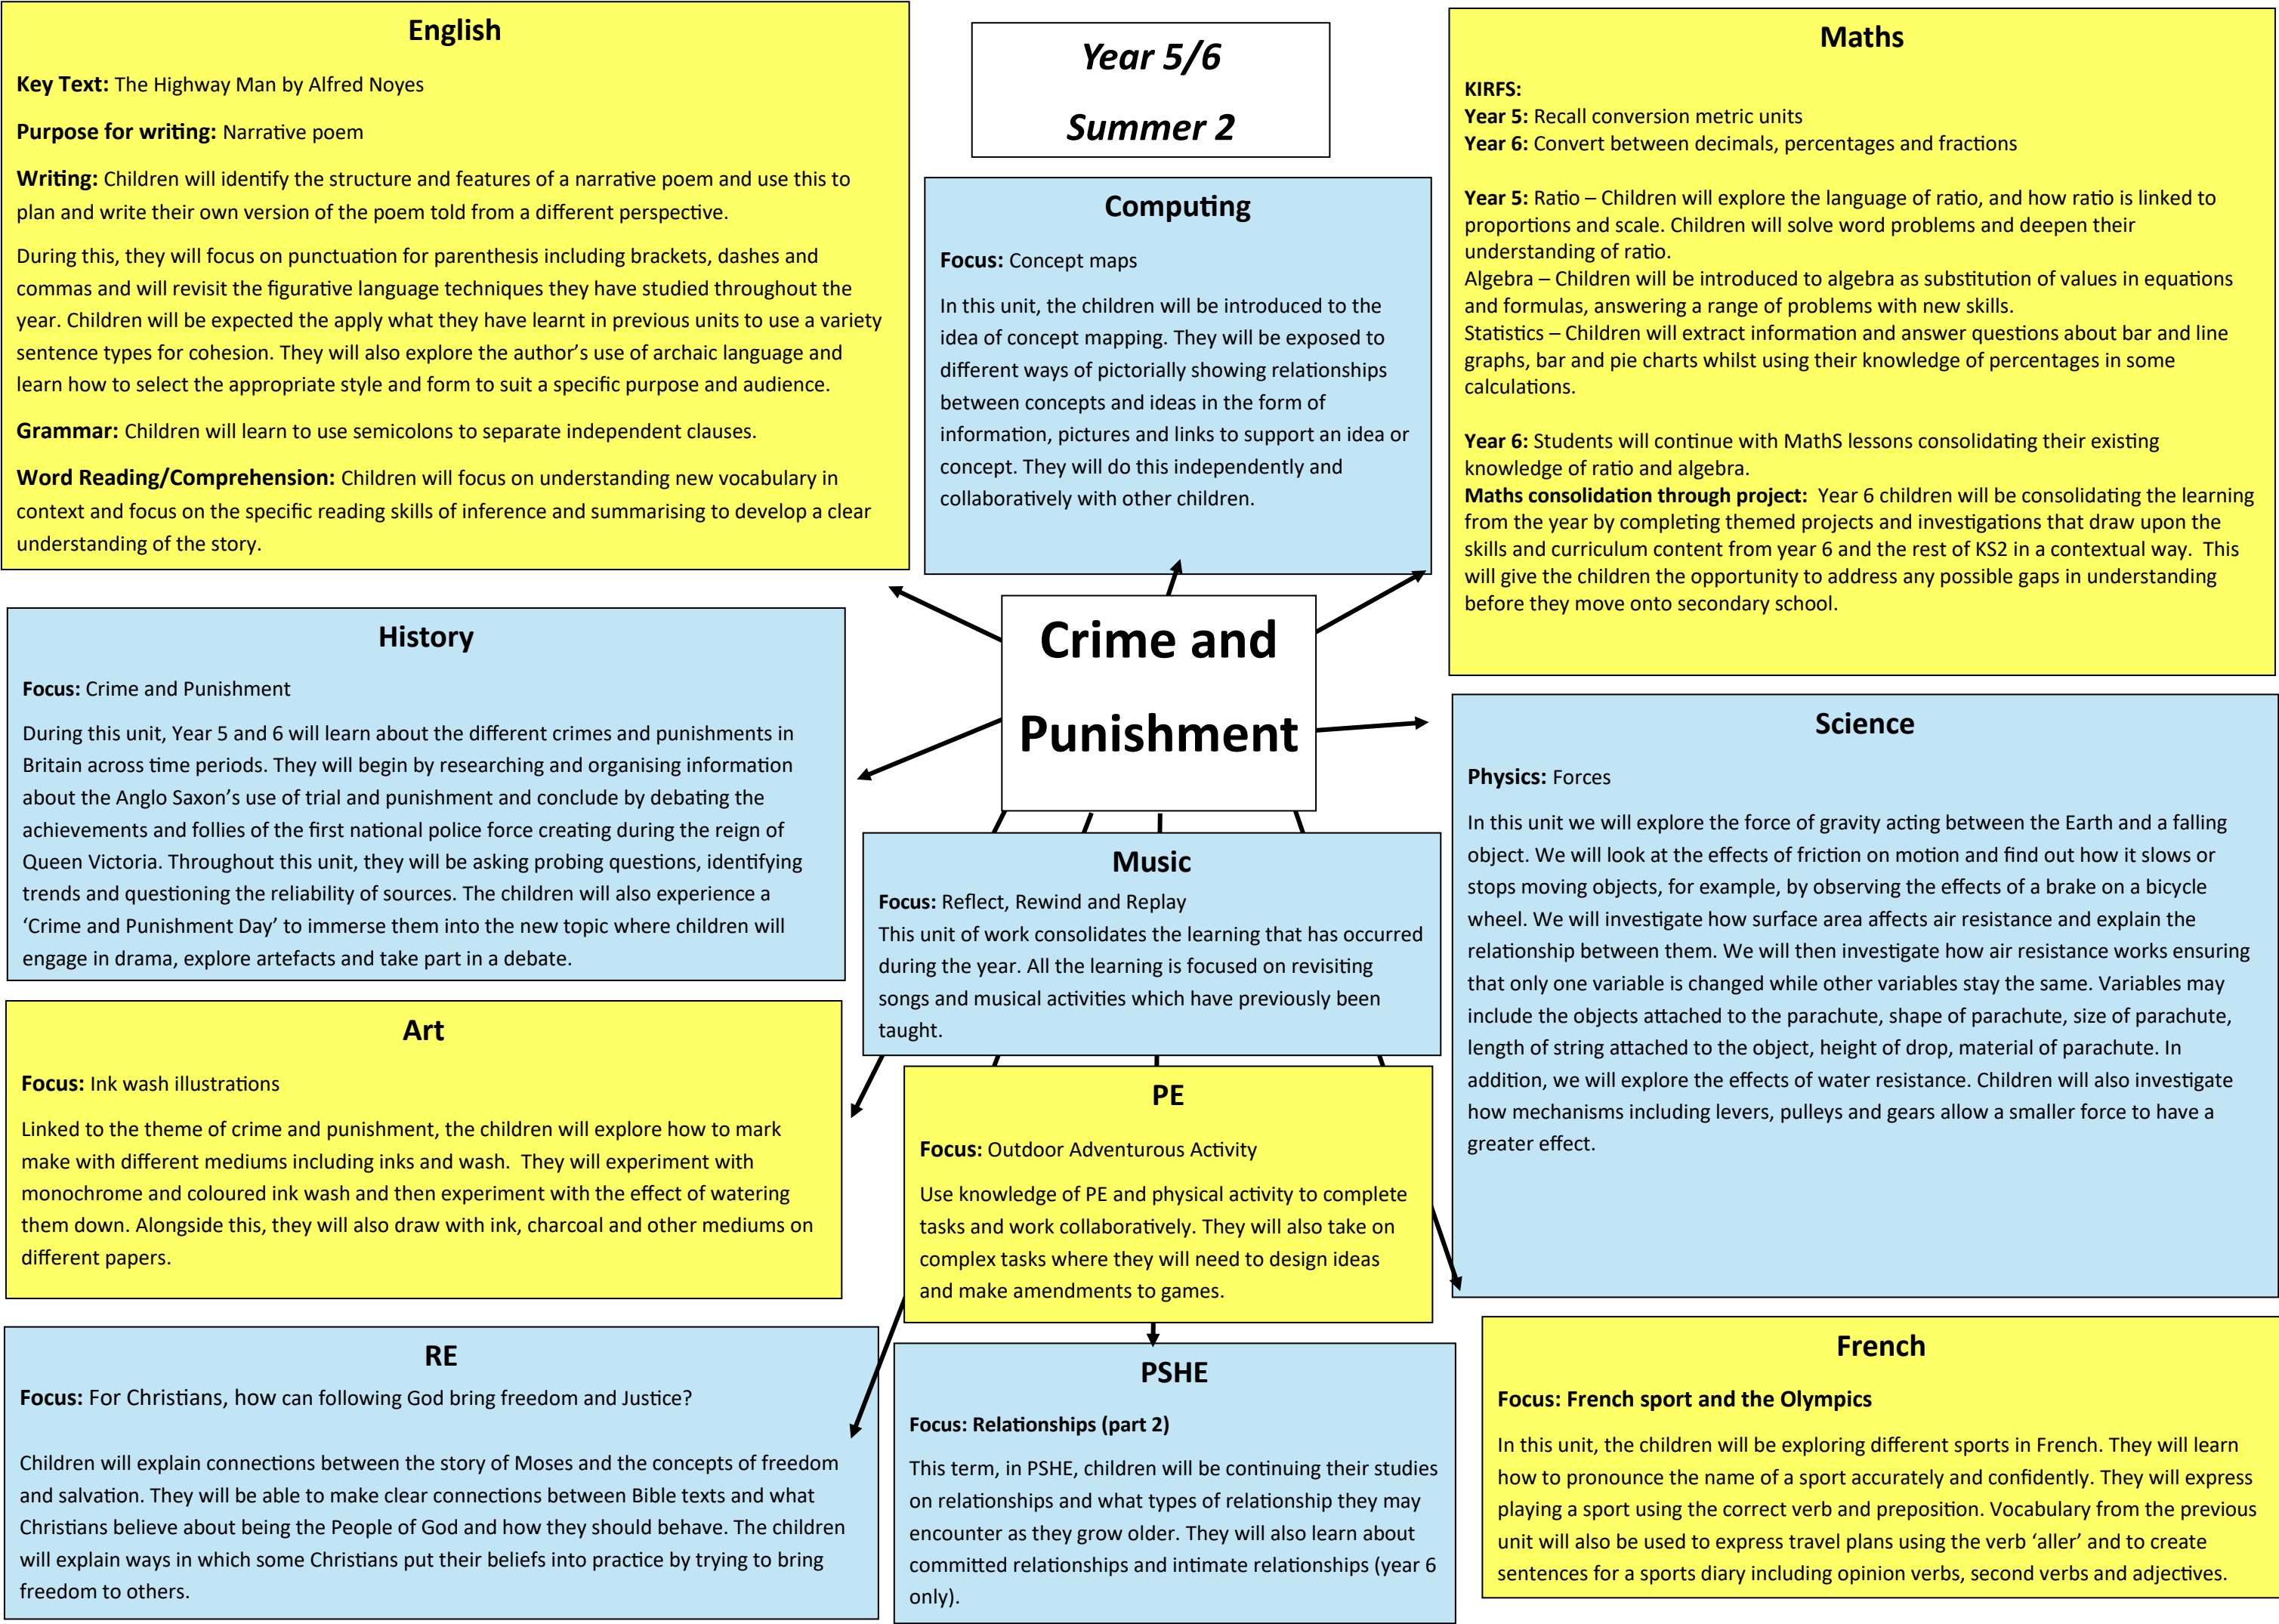 English
Key Text: The Highway Man by Alfred Noyes
Purpose for writing: Narrative poem
Writing: Children will identify the structure and features of a narrative poem and use this to
plan and write their own version of the poem told from a different perspective.
During this, they will focus on punctuation for parenthesis including brackets, dashes and
commas and will revisit the figurative language techniques they have studied throughout the
year. Children will be expected the apply what they have learnt in previous units to use a variety
sentence types for cohesion. They will also explore the author's use of archaic language and
learn how to select the appropriate style and form to suit a specific purpose and audience.
Grammar: Children will learn to use semicolons to separate independent clauses.
Word Reading/Comprehension: Children will focus on understanding new vocabulary in
context and focus on the specific reading skills of inference and summarising to develop a clear
understanding of the story.
Year 5/6
Summer 2
Computing
Focus: Concept maps
In this unit, the children will be introduced to the
idea of concept mapping. They will be exposed to
different ways of pictorially showing relationships
between concepts and ideas in the form of
information, pictures and links to support an idea or
concept. They will do this independently and
collaboratively with other children.
Maths
KIRFS:
Year 5: Recall conversion metric units
Year 6: Convert between decimals, percentages and fractions
Year 5: Ratio – Children will explore the language of ratio, and how ratio is linked to
proportions and scale. Children will solve word problems and deepen their
understanding of ratio.
Algebra – Children will be introduced to algebra as substitution of values in equations
and formulas, answering a range of problems with new skills.
Statistics – Children will extract information and answer questions about bar and line
graphs, bar and pie charts whilst using their knowledge of percentages in some
calculations.
Year 6: Students will continue with MathS lessons consolidating their existing
knowledge of ratio and algebra.
Maths consolidation through project: Year 6 children will be consolidating the learning
from the year by completing themed projects and investigations that draw upon the
skills and curriculum content from year 6 and the rest of KS2 in a contextual way. This
will give the children the opportunity to address any possible gaps in understanding
before they move onto secondary school.
Crime and
Punishment
History
Focus: Crime and Punishment
During this unit, Year 5 and 6 will learn about the different crimes and punishments in
Britain across time periods. They will begin by researching and organising information
about the Anglo Saxon's use of trial and punishment and conclude by debating the
achievements and follies of the first national police force creating during the reign of
Queen Victoria. Throughout this unit, they will be asking probing questions, identifying
trends and questioning the reliability of sources. The children will also experience a
'Crime and Punishment Day' to immerse them into the new topic where children will
engage in drama, explore artefacts and take part in a debate.
Music
Focus: Reflect, Rewind and Replay
This unit of work consolidates the learning that has occurred
during the year. All the learning is focused on revisiting
songs and musical activities which have previously been
taught.
Science
Physics: Forces
In this unit we will explore the force of gravity acting between the Earth and a falling
object. We will look at the effects of friction on motion and find out how it slows or
stops moving objects, for example, by observing the effects of a brake on a bicycle
wheel. We will investigate how surface area affects air resistance and explain the
relationship between them. We will then investigate how air resistance works ensuring
that only one variable is changed while other variables stay the same. Variables may
include the objects attached to the parachute, shape of parachute, size of parachute,
length of string attached to the object, height of drop, material of parachute. In
addition, we will explore the effects of water resistance. Children will also investigate
how mechanisms including levers, pulleys and gears allow a smaller force to have a
greater effect.
Art
Focus: Ink wash illustrations
Linked to the theme of crime and punishment, the children will explore how to mark
make with different mediums including inks and wash. They will experiment with
monochrome and coloured ink wash and then experiment with the effect of watering
them down. Alongside this, they will also draw with ink, charcoal and other mediums on
different papers.
PE
Focus: Outdoor Adventurous Activity
Use knowledge of PE and physical activity to complete
tasks and work collaboratively. They will also take on
complex tasks where they will need to design ideas
and make amendments to games.
RE
Focus: For Christians, how can following God bring freedom and Justice?
Children will explain connections between the story of Moses and the concepts of freedom
and salvation. They will be able to make clear connections between Bible texts and what
Christians believe about being the People of God and how they should behave. The children
will explain ways in which some Christians put their beliefs into practice by trying to bring
freedom to others.
PSHE
Focus: Relationships (part 2)
This term, in PSHE, children will be continuing their studies
on relationships and what types of relationship they may
encounter as they grow older. They will also learn about
committed relationships and intimate relationships (year 6
only).
French
Focus: French sport and the Olympics
In this unit, the children will be exploring different sports in French. They will learn
how to pronounce the name of a sport accurately and confidently. They will express
playing a sport using the correct verb and preposition. Vocabulary from the previous
unit will also be used to express travel plans using the verb 'aller' and to create
sentences for a sports diary including opinion verbs, second verbs and adjectives.